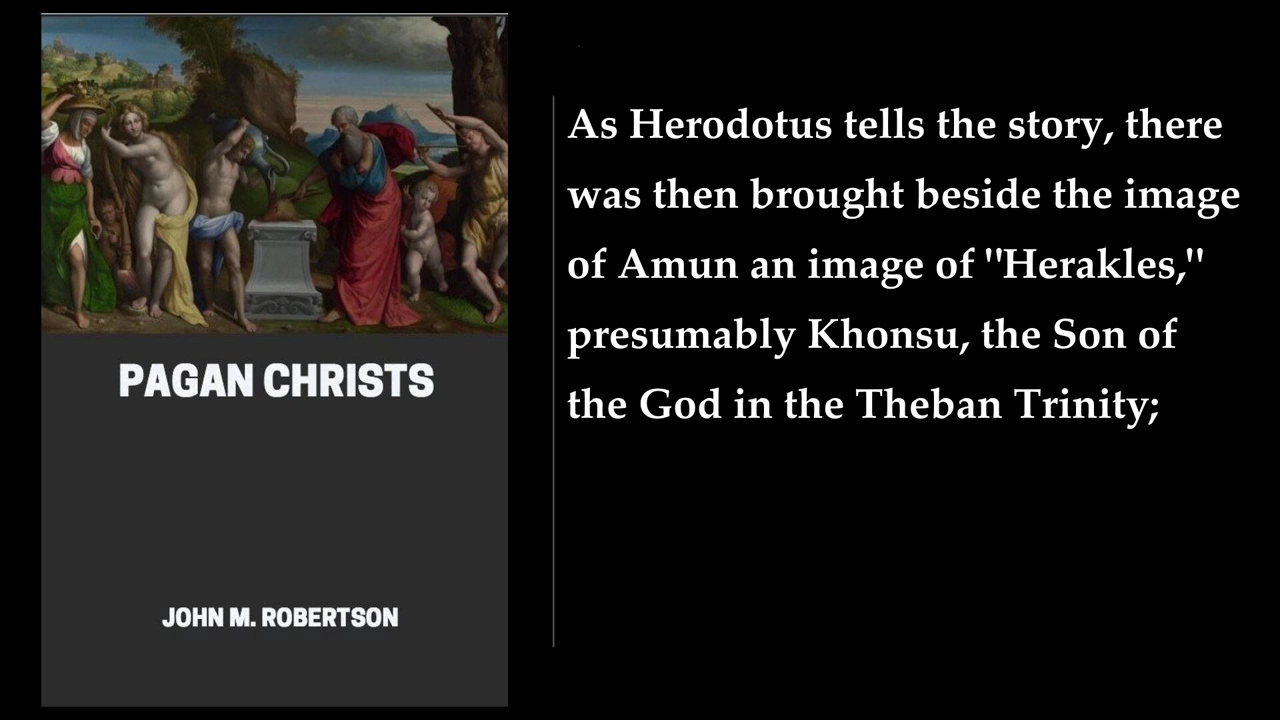 PAGAN CHRISTS
JOHN M. ROBERTSON
As Herodotus tells the story, there
was then brought beside the image
of Amun an image of "Herakles,"
presumably Khonsu, the Son of
the God in the Theban Trinity;